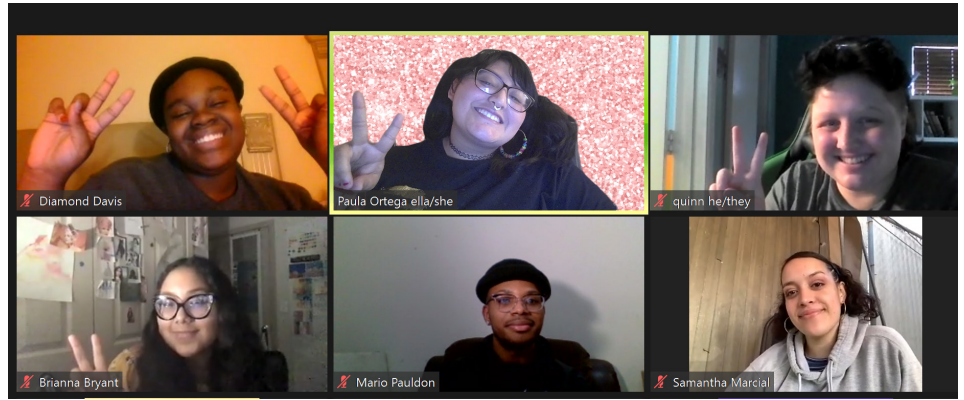 Diamond Davis
Paula Ortega ella/she
quinn he/they
Brianna Bryant
Mario Pauldon
Samantha Marcial